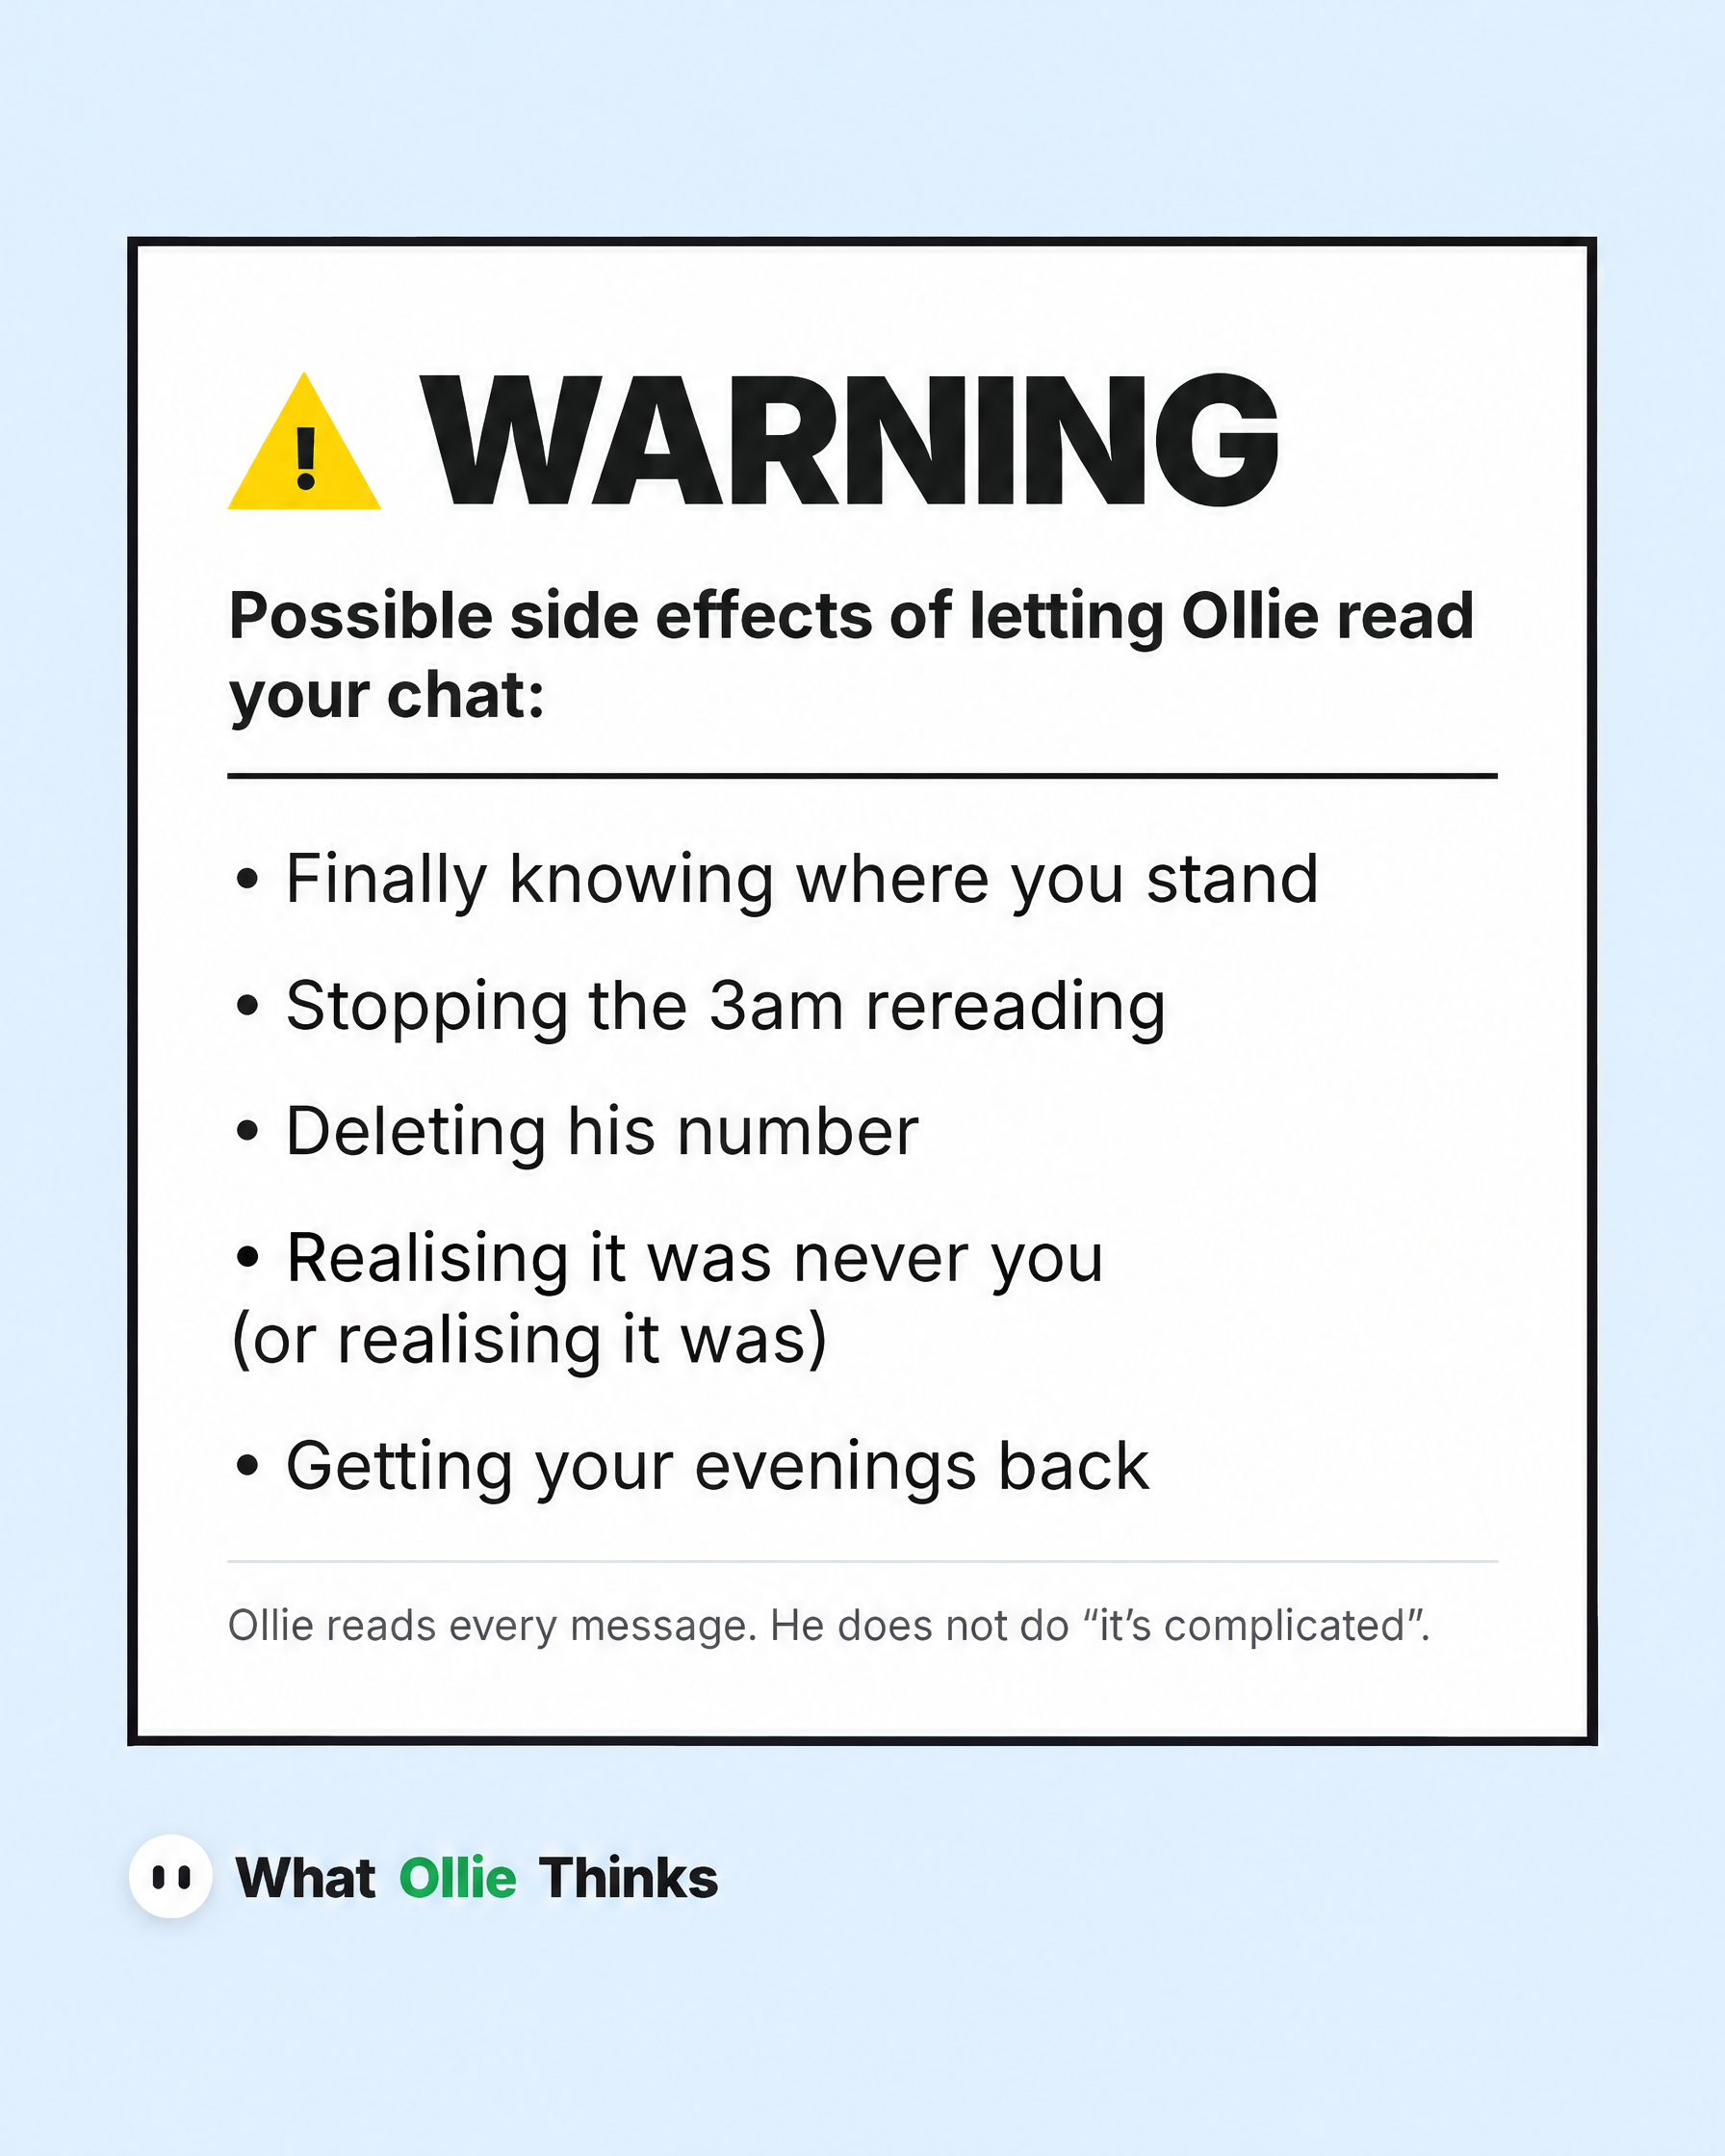 ! WARNING
Possible side effects of letting Ollie read
your chat:
• Finally knowing where you stand
• Stopping the 3am rereading
• Deleting his number
• Realising it was never you
(or realising it was)
• Getting your evenings back
Ollie reads every message. He does not do “it’s complicated”.
What Ollie Thinks